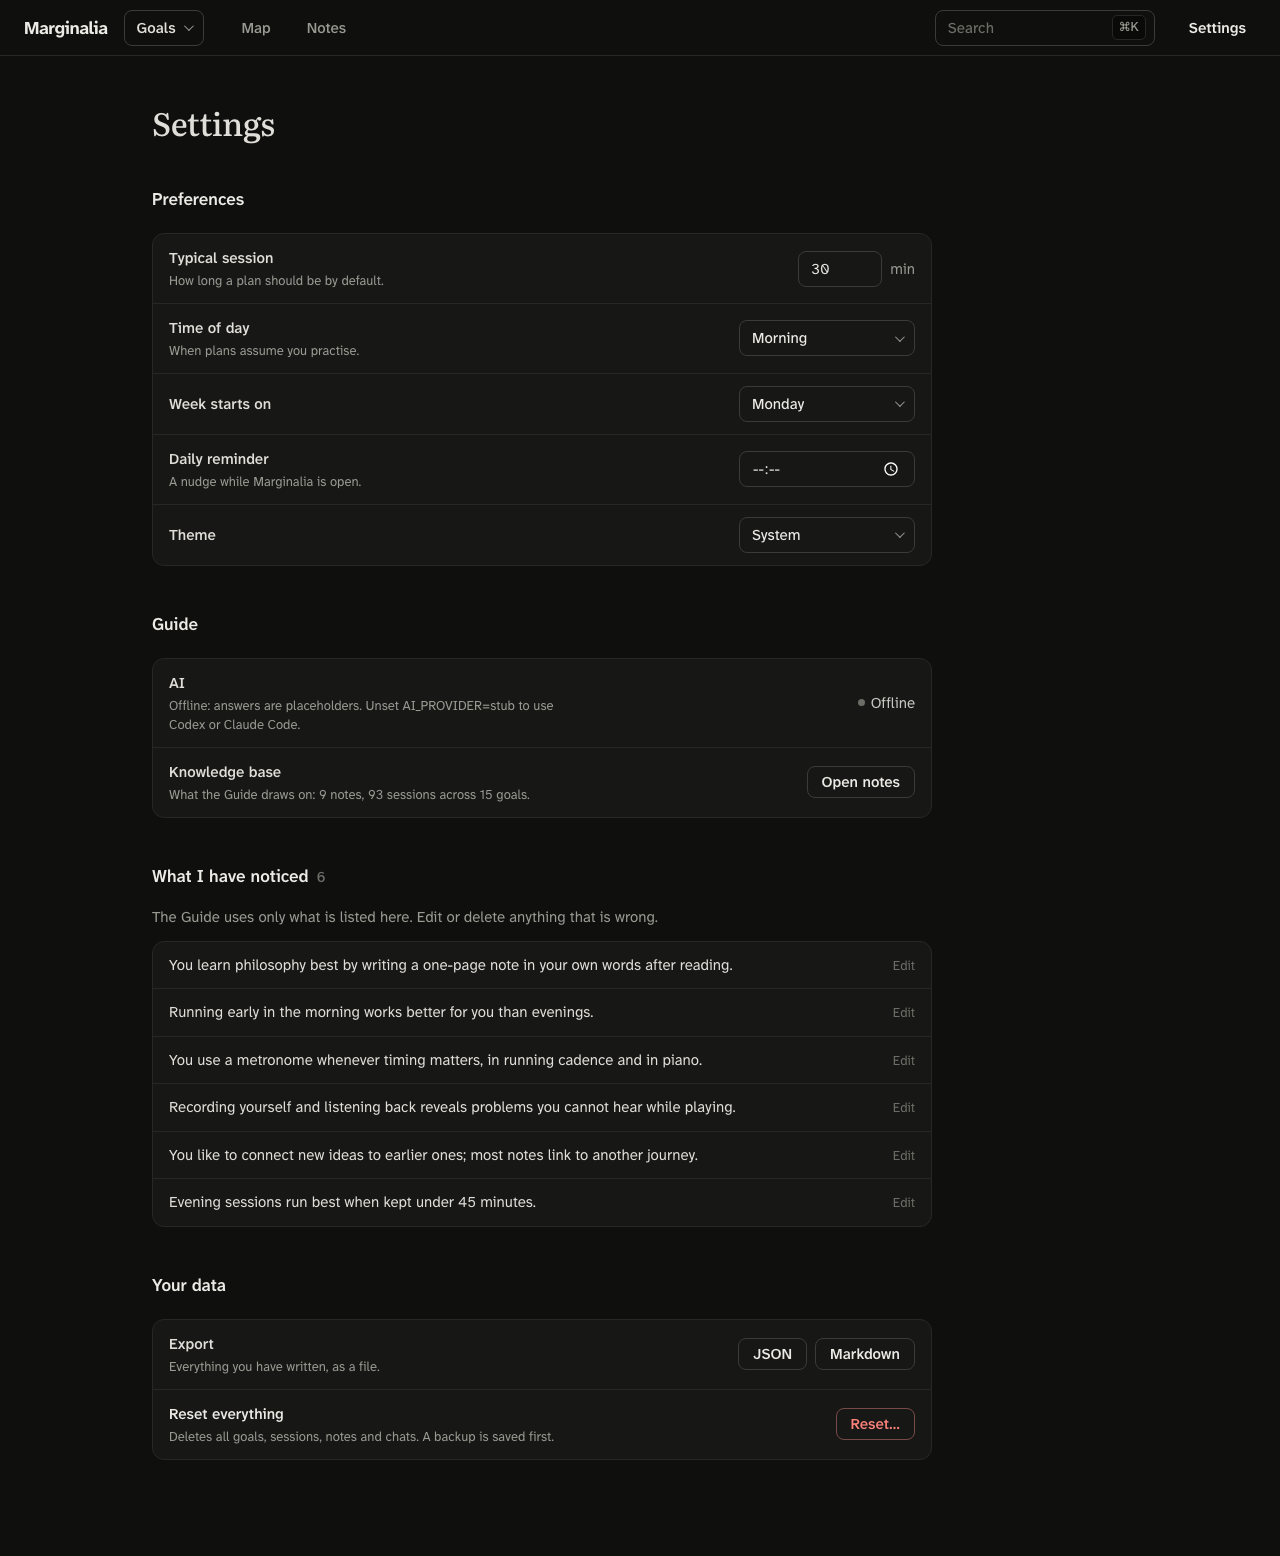 Marginalia Goals Map Notes Search ⌘K Settings
Settings
Preferences
Typical session
How long a plan should be by default.
30 min
Time of day
When plans assume you practise.
Morning
Week starts on
Monday
Daily reminder
A nudge while Marginalia is open.
--:--
Theme
System
Guide
AI
Offline: answers are placeholders. Unset AI_PROVIDER=stub to use
Codex or Claude Code.
Offline
Knowledge base
What the Guide draws on: 9 notes, 93 sessions across 15 goals.
Open notes
What I have noticed 6
The Guide uses only what is listed here. Edit or delete anything that is wrong.
You learn philosophy best by writing a one-page note in your own words after reading. Edit
Running early in the morning works better for you than evenings. Edit
You use a metronome whenever timing matters, in running cadence and in piano. Edit
Recording yourself and listening back reveals problems you cannot hear while playing. Edit
You like to connect new ideas to earlier ones; most notes link to another journey. Edit
Evening sessions run best when kept under 45 minutes. Edit
Your data
Export
Everything you have written, as a file.
JSON Markdown
Reset everything
Deletes all goals, sessions, notes and chats. A backup is saved first.
Reset...